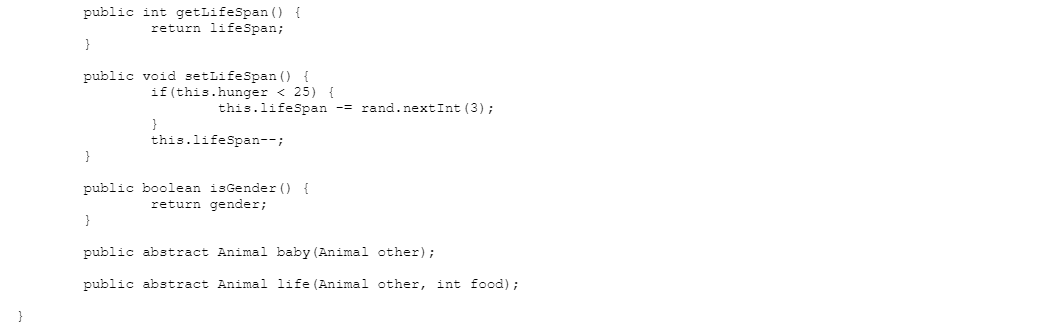 public int getLifeSpan() {
return lifeSpan;
}
public void setLifeSpan() {
if(this.hunger < 25) {
this.lifeSpan -= rand.nextInt(3);
}
this.lifeSpan--;
}
public boolean isGender() {
return gender;
}
public abstract Animal baby(Animal other);
public abstract Animal life(Animal other, int food);
}